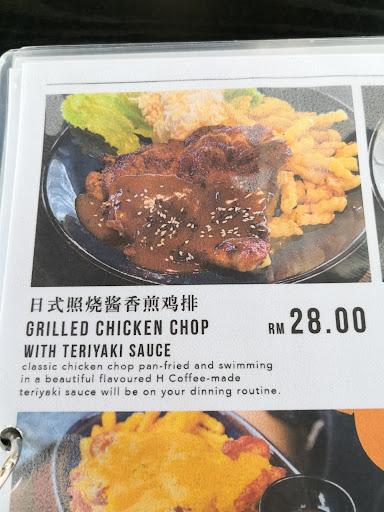 日式照烧酱香煎鸡排
GRILLED CHICKEN CHOP
WITH TERIYAKI SAUCE
RM 28.00
classic chicken chop pan-fried and swimming
in a beautiful flavoured H Coffee-made
teriyaki sauce will be on your dinning routine.